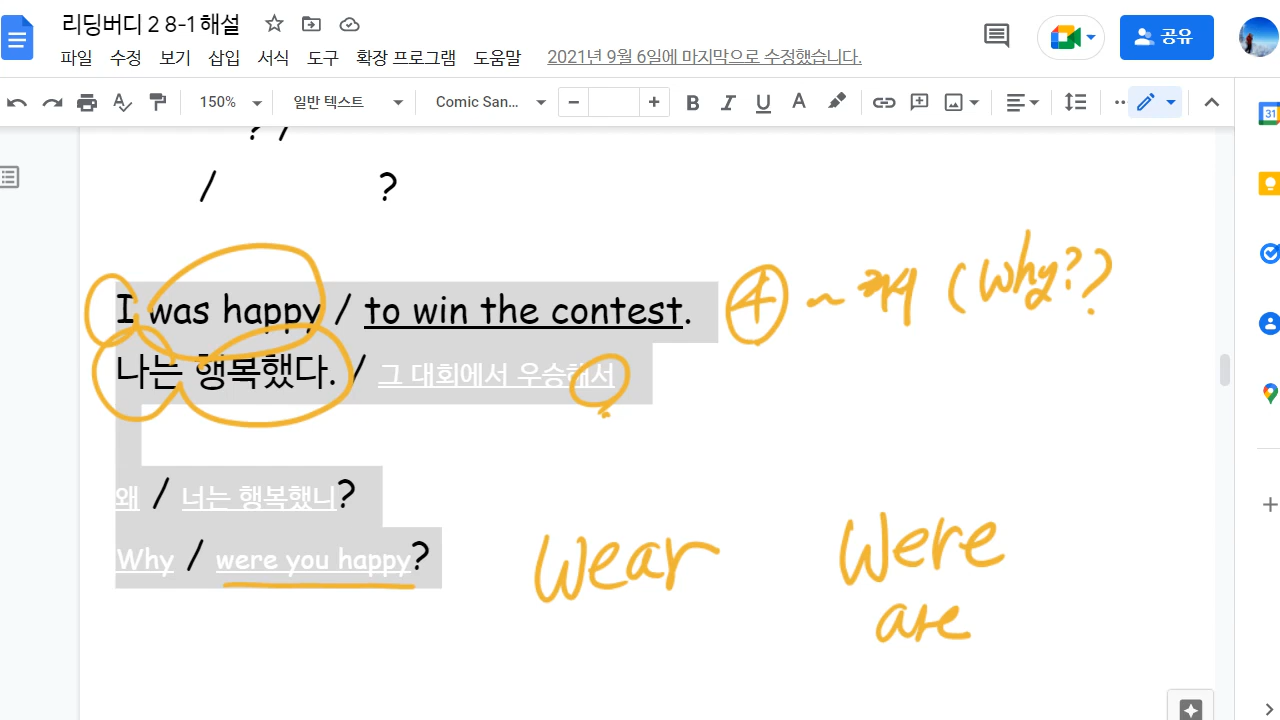 리딩버디 2 8-1해설
파일 수정 보기 삽입 서식 도구 확장 프로그램 도움말 2021년 9월 6일에 마지막으로 수정했습니다.
공유
150% 일반 텍스트 Comic San... − + B I U A
31
? /
/ ?
I was happy / to win the contest. ④ ~ 해서 (Why?)
나는 행복했다. / 그 대회에서 우승해서
왜 / 너는 행복했니?
Why / were you happy?
wear were
are